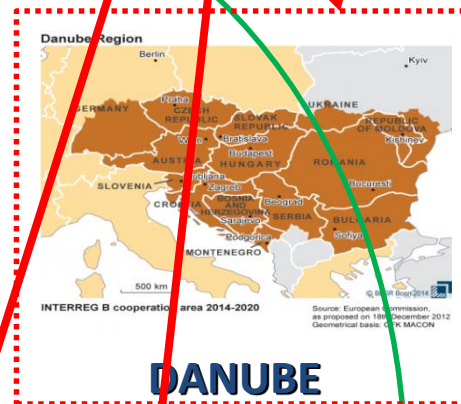 Danube Region
Berlin
Kyiv
GERMANY
Praha
CZECH
REPUBLIC
SLOVAK
REPUBLIC
UKRAINE
REPUBLIC
OF MOLDOVA
Kishinev
Wien
Bratislava
Budapest
AUSTRIA
HUNGARY
ROMANIA
SLOVENIA
Ljubljana
Zagreb
Bucuresti
CROATIA
BOSNIA
AND
HERZEGOVINA
Beograd
Sarajevo
SERBIA
BULGARIA
Podgorica
Sofiya
MONTENEGRO
500 km
© BBSR Bonn 2014
INTERREG B cooperation area 2014-2020
Source: European Commission,
as proposed on 18th December 2012
Geometrical basis: GfK MACON
DANUBE